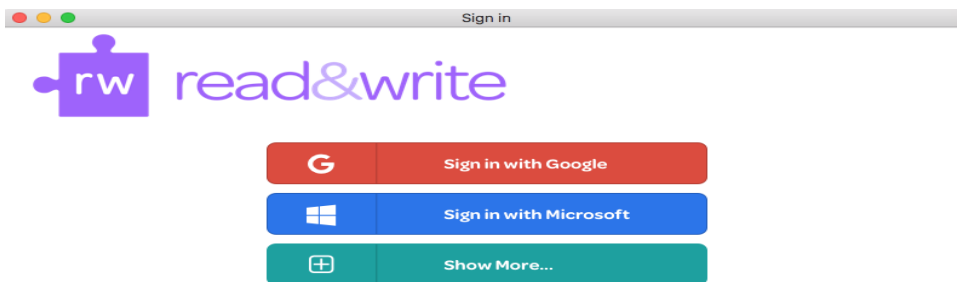 Sign in
rw read&write
G Sign in with Google
Sign in with Microsoft
Show More...